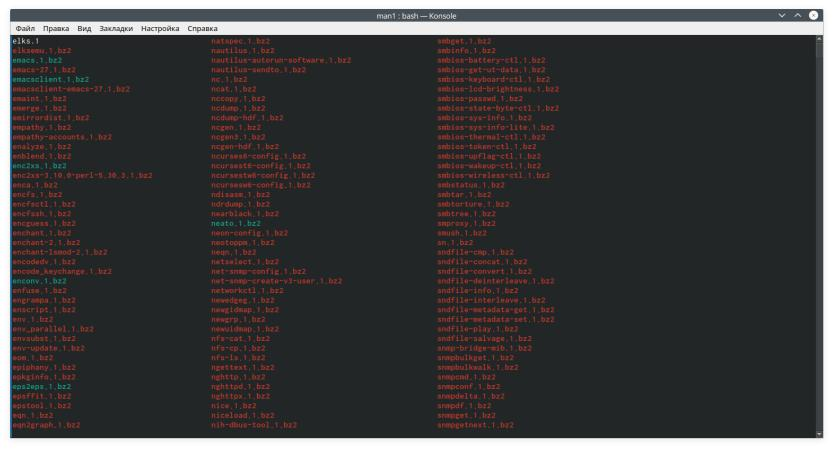 man1 : bash — Konsole
Файл Правка Вид Закладки Настройка Справка
elks.1 natspec.1.bz2 smbget.1.bz2
elksemu.1.bz2 nautilus.1.bz2 smbinfo.1.bz2
emacs.1.bz2 nautilus-autorun-software.1.bz2 smbios-battery-ctl.1.bz2
emacs-27.1.bz2 nautilus-sendto.1.bz2 smbios-get-ut-data.1.bz2
emacsclient.1.bz2 nc.1.bz2 smbios-keyboard-ctl.1.bz2
emacsclient-emacs-27.1.bz2 ncat.1.bz2 smbios-lcd-brightness.1.bz2
emaint.1.bz2 nccopy.1.bz2 smbios-passwd.1.bz2
emerge.1.bz2 ncdump.1.bz2 smbios-state-byte-ctl.1.bz2
emirrordist.1.bz2 ncdump-hdf.1.bz2 smbios-sys-info.1.bz2
empathy.1.bz2 ncgen.1.bz2 smbios-sys-info-lite.1.bz2
empathy-accounts.1.bz2 ncgen3.1.bz2 smbios-thermal-ctl.1.bz2
enalyze.1.bz2 ncgen-hdf.1.bz2 smbios-token-ctl.1.bz2
enblend.1.bz2 ncurses6-config.1.bz2 smbios-upflag-ctl.1.bz2
enc2xs.1.bz2 ncurses6-config.1.bz2 smbios-wakeup-ctl.1.bz2
enc2xs-3.10.0-perl-5.30.3.1.bz2 ncursestw6-config.1.bz2 smbios-wireless-ctl.1.bz2
enca.1.bz2 ncursesw6-config.1.bz2 smbstatus.1.bz2
encfs.1.bz2 ndisasm.1.bz2 smbtar.1.bz2
encfsctl.1.bz2 ndrdump.1.bz2 smbtorture.1.bz2
encfssh.1.bz2 nearblack.1.bz2 smbtree.1.bz2
encguess.1.bz2 neato.1.bz2 smproxy.1.bz2
enchant.1.bz2 neon-config.1.bz2 smush.1.bz2
enchant-2.1.bz2 neotoppm.1.bz2 sn.1.bz2
enchant-lsmod-2.1.bz2 neqn.1.bz2 sndfile-cmp.1.bz2
encodedv.1.bz2 netselect.1.bz2 sndfile-concat.1.bz2
encode_keychange.1.bz2 net-snmp-config.1.bz2 sndfile-convert.1.bz2
enconv.1.bz2 net-snmp-create-v3-user.1.bz2 sndfile-deinterleave.1.bz2
enfuse.1.bz2 networkctl.1.bz2 sndfile-info.1.bz2
engrampa.1.bz2 newedgeg.1.bz2 sndfile-interleave.1.bz2
enscript.1.bz2 newgidmap.1.bz2 sndfile-metadata-get.1.bz2
env.1.bz2 newgrp.1.bz2 sndfile-metadata-set.1.bz2
env_parallel.1.bz2 newuidmap.1.bz2 sndfile-play.1.bz2
envsubst.1.bz2 nfs-cat.1.bz2 sndfile-salvage.1.bz2
env-update.1.bz2 nfs-cp.1.bz2 snmp-bridge-mib.1.bz2
eom.1.bz2 nfs-ls.1.bz2 snmpbulkget.1.bz2
epiphany.1.bz2 ngettext.1.bz2 snmpbulkwalk.1.bz2
epkginfo.1.bz2 nghttp.1.bz2 snmpcmd.1.bz2
eps2eps.1.bz2 nghttpd.1.bz2 snmpconf.1.bz2
epsffit.1.bz2 nghttpx.1.bz2 snmpdelta.1.bz2
epstool.1.bz2 nice.1.bz2 snmpdf.1.bz2
eqn.1.bz2 niceload.1.bz2 snmpget.1.bz2
eqn2graph.1.bz2 nih-dbus-tool.1.bz2 snmpgetnext.1.bz2